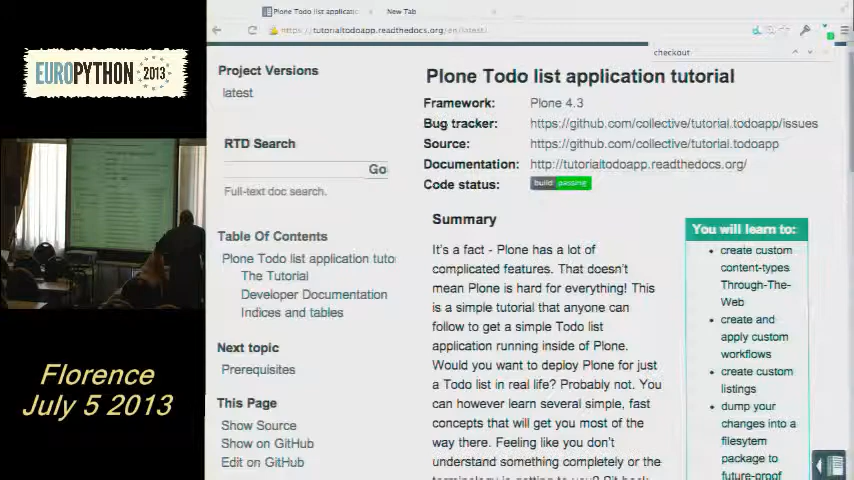 EUROPYTHON 2013
Florence
July 5 2013
Plone Todo list applicatio
New Tab
https://tutorialtodoapp.readthedocs.org/en/latest/
checkout
Project Versions
latest
RTD Search
Go
Full-text doc search.
Table Of Contents
Plone Todo list application tuto
The Tutorial
Developer Documentation
Indices and tables
Next topic
Prerequisites
This Page
Show Source
Show on GitHub
Edit on GitHub
Plone Todo list application tutorial
Framework: Plone 4.3
Bug tracker: https://github.com/collective/tutorial.todoapp/issues
Source: https://github.com/collective/tutorial.todoapp
Documentation: http://tutorialtodoapp.readthedocs.org/
Code status: build passing
Summary
It's a fact - Plone has a lot of
complicated features. That doesn't
mean Plone is hard for everything! This
is a simple tutorial that anyone can
follow to get a simple Todo list
application running inside of Plone.
Would you want to deploy Plone for just
a Todo list in real life? Probably not. You
can however learn several simple, fast
concepts that will get you most of the
way there. Feeling like you don't
understand something completely or the
You will learn to:
• create custom
content-types
Through-The-
Web
• create and
apply custom
workflows
• create custom
listings
• dump your
changes into a
filesytem
package to
future-proof